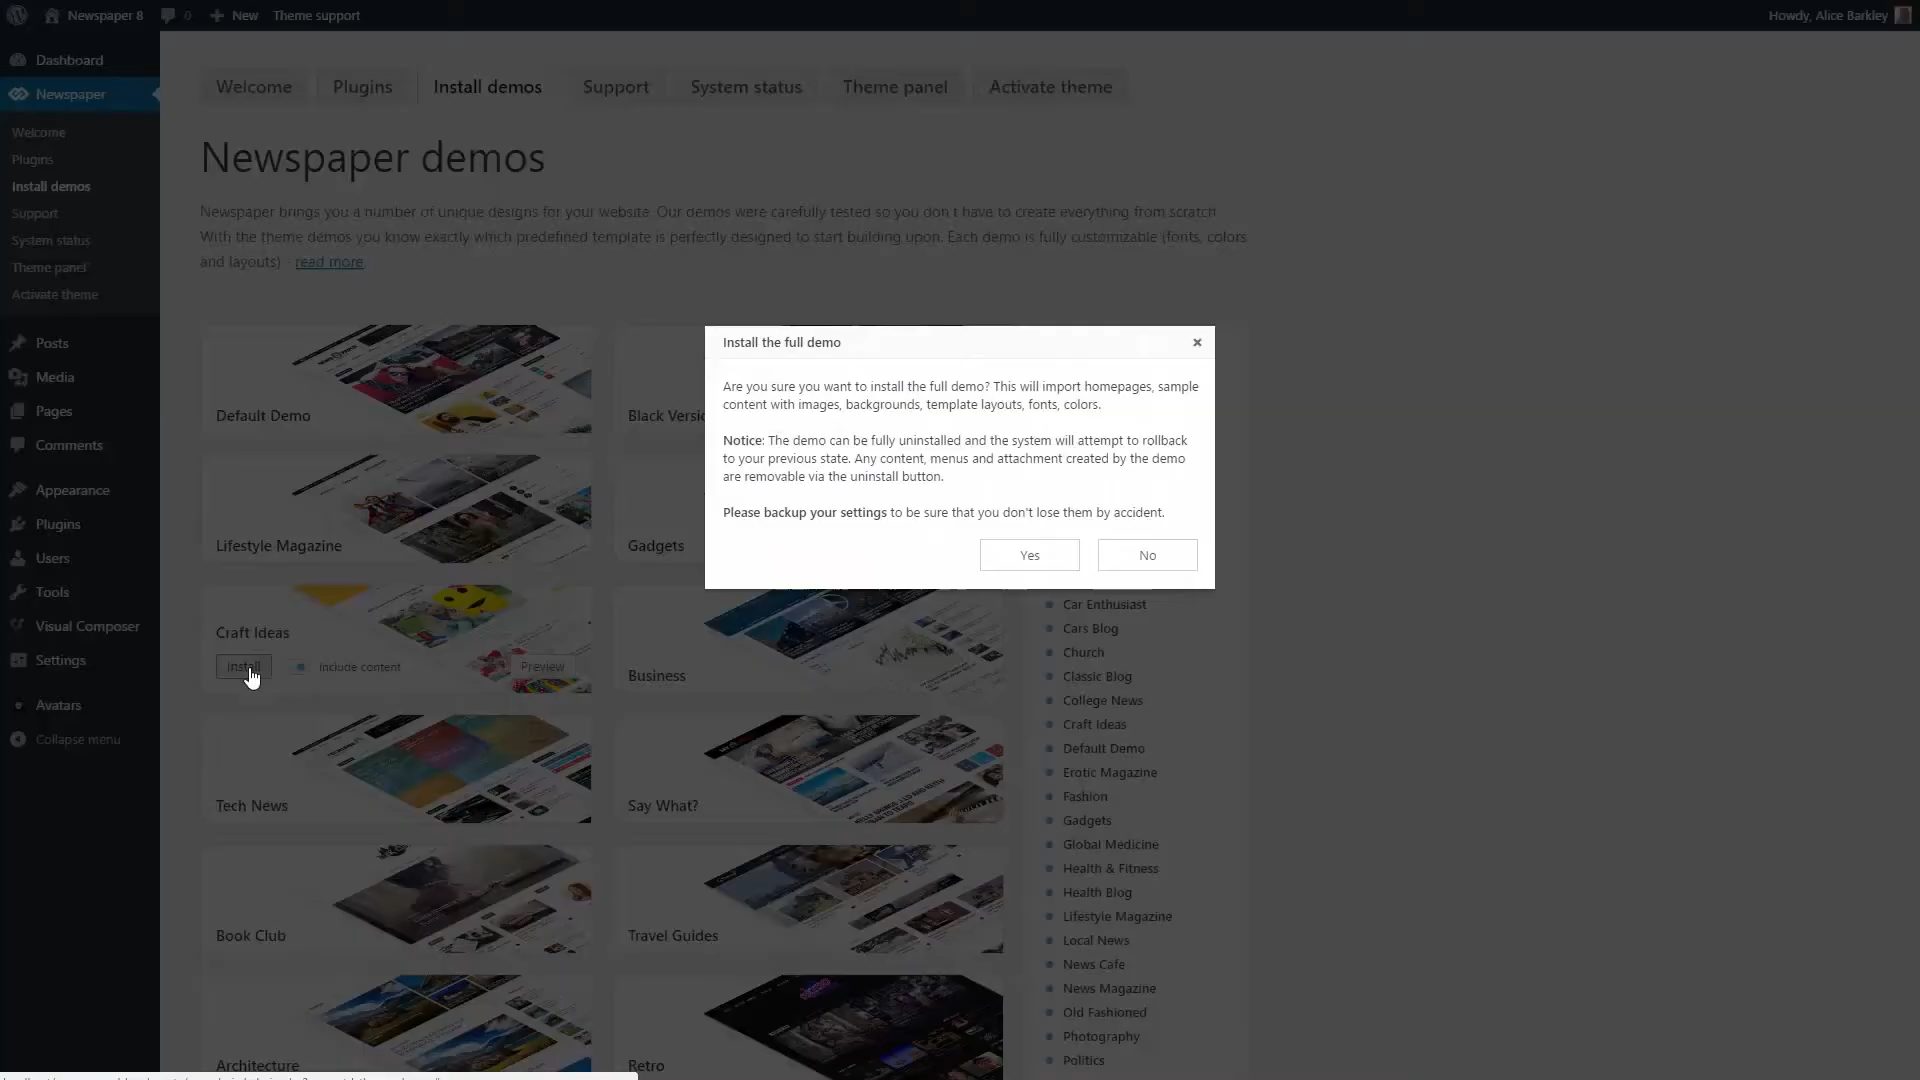 Newspaper 8
0
New
Theme support
Howdy, Alice Barkley
Dashboard
Newspaper
Welcome
Plugins
Install demos
Support
System status
Theme panel
Activate theme
Posts
Media
Pages
Comments
Appearance
Plugins
Users
Tools
Visual Composer
Settings
Avatars
Collapse menu
Welcome
Plugins
Install demos
Support
System status
Theme panel
Activate theme
Newspaper demos
Newspaper brings you a number of unique designs for your website. Our demos were carefully tested so you don't have to create everything from scratch.
With the theme demos you know exactly which predefined template is perfectly designed to start building upon. Each demo is fully customizable (fonts, colors
and layouts) - read more
Default Demo
Black Versi
Lifestyle Magazine
Gadgets
Craft Ideas
Install
Include content
Preview
Business
Tech News
Say What?
Book Club
Travel Guides
Architecture
Retro
Install the full demo
Are you sure you want to install the full demo? This will import homepages, sample
content with images, backgrounds, template layouts, fonts, colors.
Notice: The demo can be fully uninstalled and the system will attempt to rollback
to your previous state. Any content, menus and attachment created by the demo
are removable via the uninstall button.
Please backup your settings to be sure that you don't lose them by accident.
Yes
No
Car Enthusiast
Cars Blog
Church
Classic Blog
College News
Craft Ideas
Default Demo
Erotic Magazine
Fashion
Gadgets
Global Medicine
Health & Fitness
Health Blog
Lifestyle Magazine
Local News
News Cafe
News Magazine
Old Fashioned
Photography
Politics